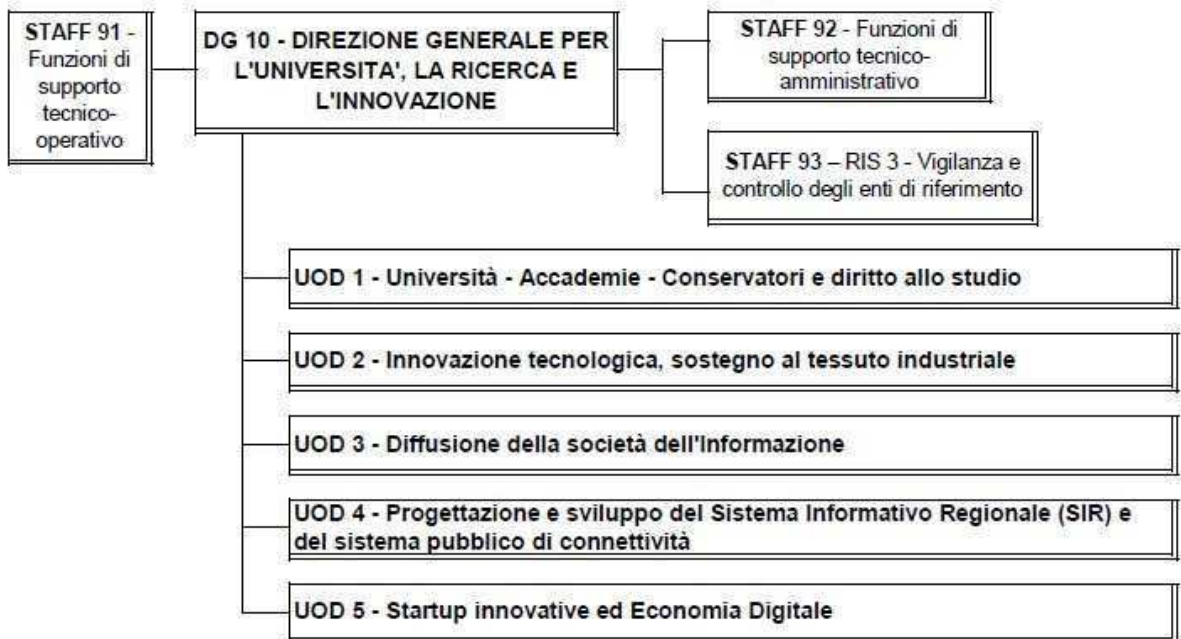 STAFF 91 -
Funzioni di
supporto
tecnico-
operativo
DG 10 - DIREZIONE GENERALE PER
L'UNIVERSITA', LA RICERCA E
L'INNOVAZIONE
STAFF 92 - Funzioni di
supporto tecnico-
amministrativo
STAFF 93 – RIS 3 - Vigilanza e
controllo degli enti di riferimento
UOD 1 - Università - Accademie - Conservatori e diritto allo studio
UOD 2 - Innovazione tecnologica, sostegno al tessuto industriale
UOD 3 - Diffusione della società dell'Informazione
UOD 4 - Progettazione e sviluppo del Sistema Informativo Regionale (SIR) e
del sistema pubblico di connettività
UOD 5 - Startup innovative ed Economia Digitale